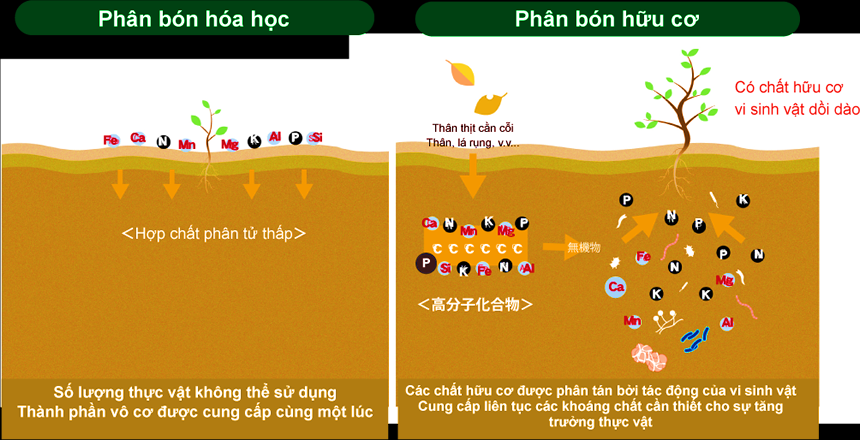 Phân bón hóa học
Fe Ca N Mn Mg K Al P Si
<Hợp chất phân tử thấp>
Số lượng thực vật không thể sử dụng
Thành phần vô cơ được cung cấp cùng một lúc
Phân bón hữu cơ
Có chất hữu cơ
vi sinh vật dồi dào
Thân thịt cằn cỗi
Thân, lá rụng, v.v...
Ca N Mn K Mg P
C C C C C C
P Si K Fe N Al
<高分子化合物>
無機物
P K
N P
Fe P N
N
Ca Mg
K K
Mn Al
Các chất hữu cơ được phân tán bởi tác động của vi sinh vật
Cung cấp liên tục các khoáng chất cần thiết cho sự tăng
trưởng thực vật